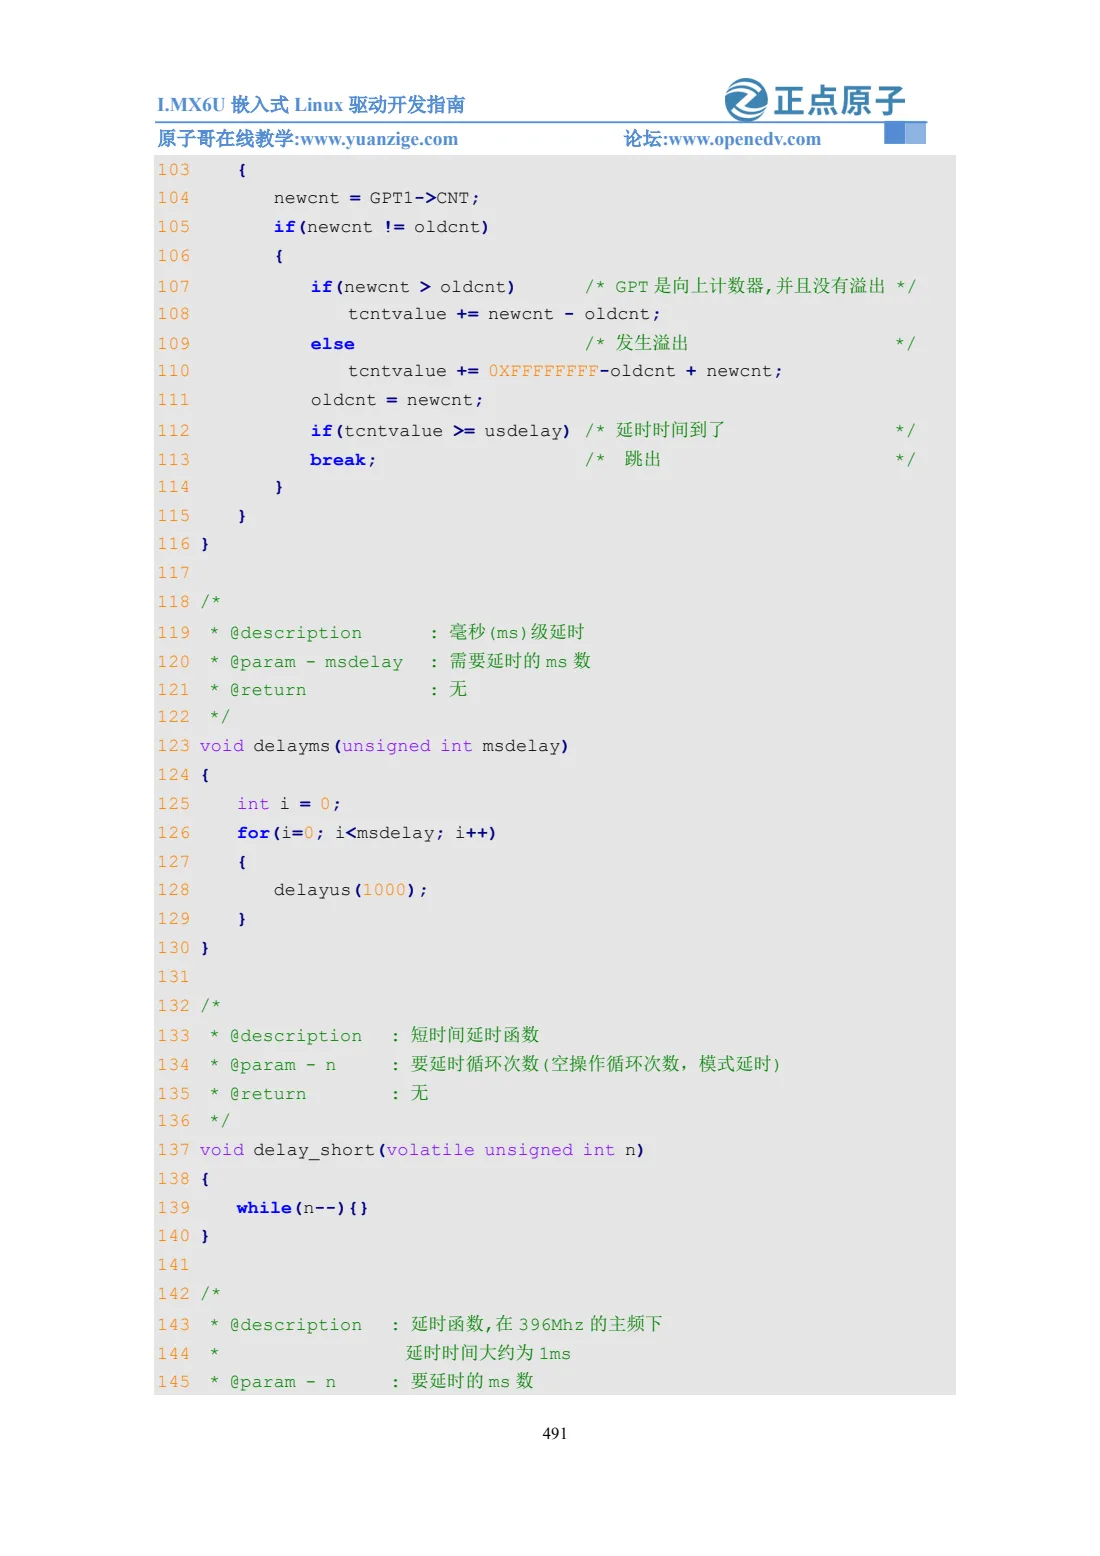 I.MX6U 嵌入式 Linux 驱动开发指南
正点原子
原子哥在线教学:www.yuanzige.com 论坛:www.openedv.com
103 {
104 newcnt = GPT1->CNT;
105 if(newcnt != oldcnt)
106 {
107 if(newcnt > oldcnt) /* GPT 是向上计数器,并且没有溢出 */
108 tcntvalue += newcnt - oldcnt;
109 else /* 发生溢出 */
110 tcntvalue += 0XFFFFFFFF-oldcnt + newcnt;
111 oldcnt = newcnt;
112 if(tcntvalue >= usdelay) /* 延时时间到了 */
113 break; /* 跳出 */
114 }
115 }
116 }
117
118 /*
119 * @description : 毫秒(ms)级延时
120 * @param - msdelay : 需要延时的 ms 数
121 * @return : 无
122 */
123 void delayms(unsigned int msdelay)
124 {
125 int i = 0;
126 for(i=0; i<msdelay; i++)
127 {
128 delayus(1000);
129 }
130 }
131
132 /*
133 * @description : 短时间延时函数
134 * @param - n : 要延时循环次数(空操作循环次数，模式延时)
135 * @return : 无
136 */
137 void delay_short(volatile unsigned int n)
138 {
139 while(n--){}
140 }
141
142 /*
143 * @description : 延时函数,在 396Mhz 的主频下
144 * 延时时间大约为 1ms
145 * @param - n : 要延时的 ms 数
491